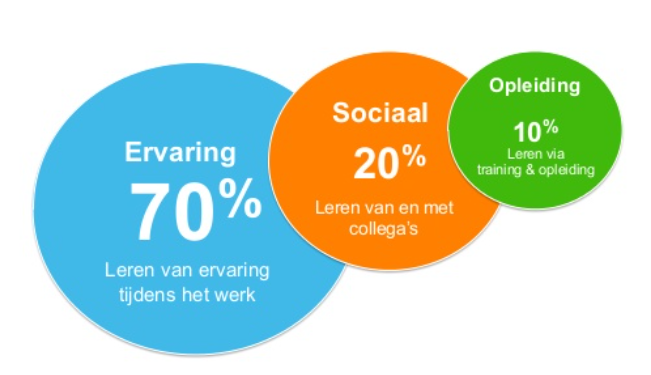 Ervaring
70%
Leren van ervaring
tijdens het werk
Sociaal
20%
Leren van en met
collega's
Opleiding
10%
Leren via
training & opleiding